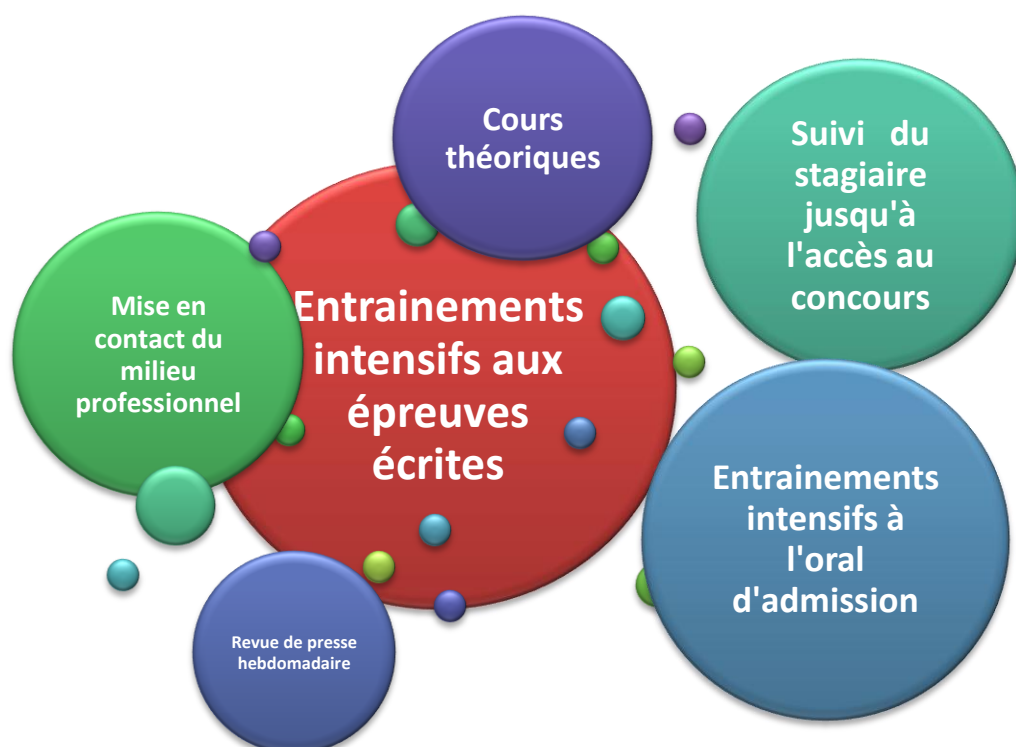 Cours
théoriques
Suivi du
stagiaire
jusqu'à
l'accès au
concours
Mise en
contact du
milieu
professionnel
Entrainements
intensifs aux
épreuves
écrites
Entrainements
intensifs à
l'oral
d'admission
Revue de presse
hebdomadaire